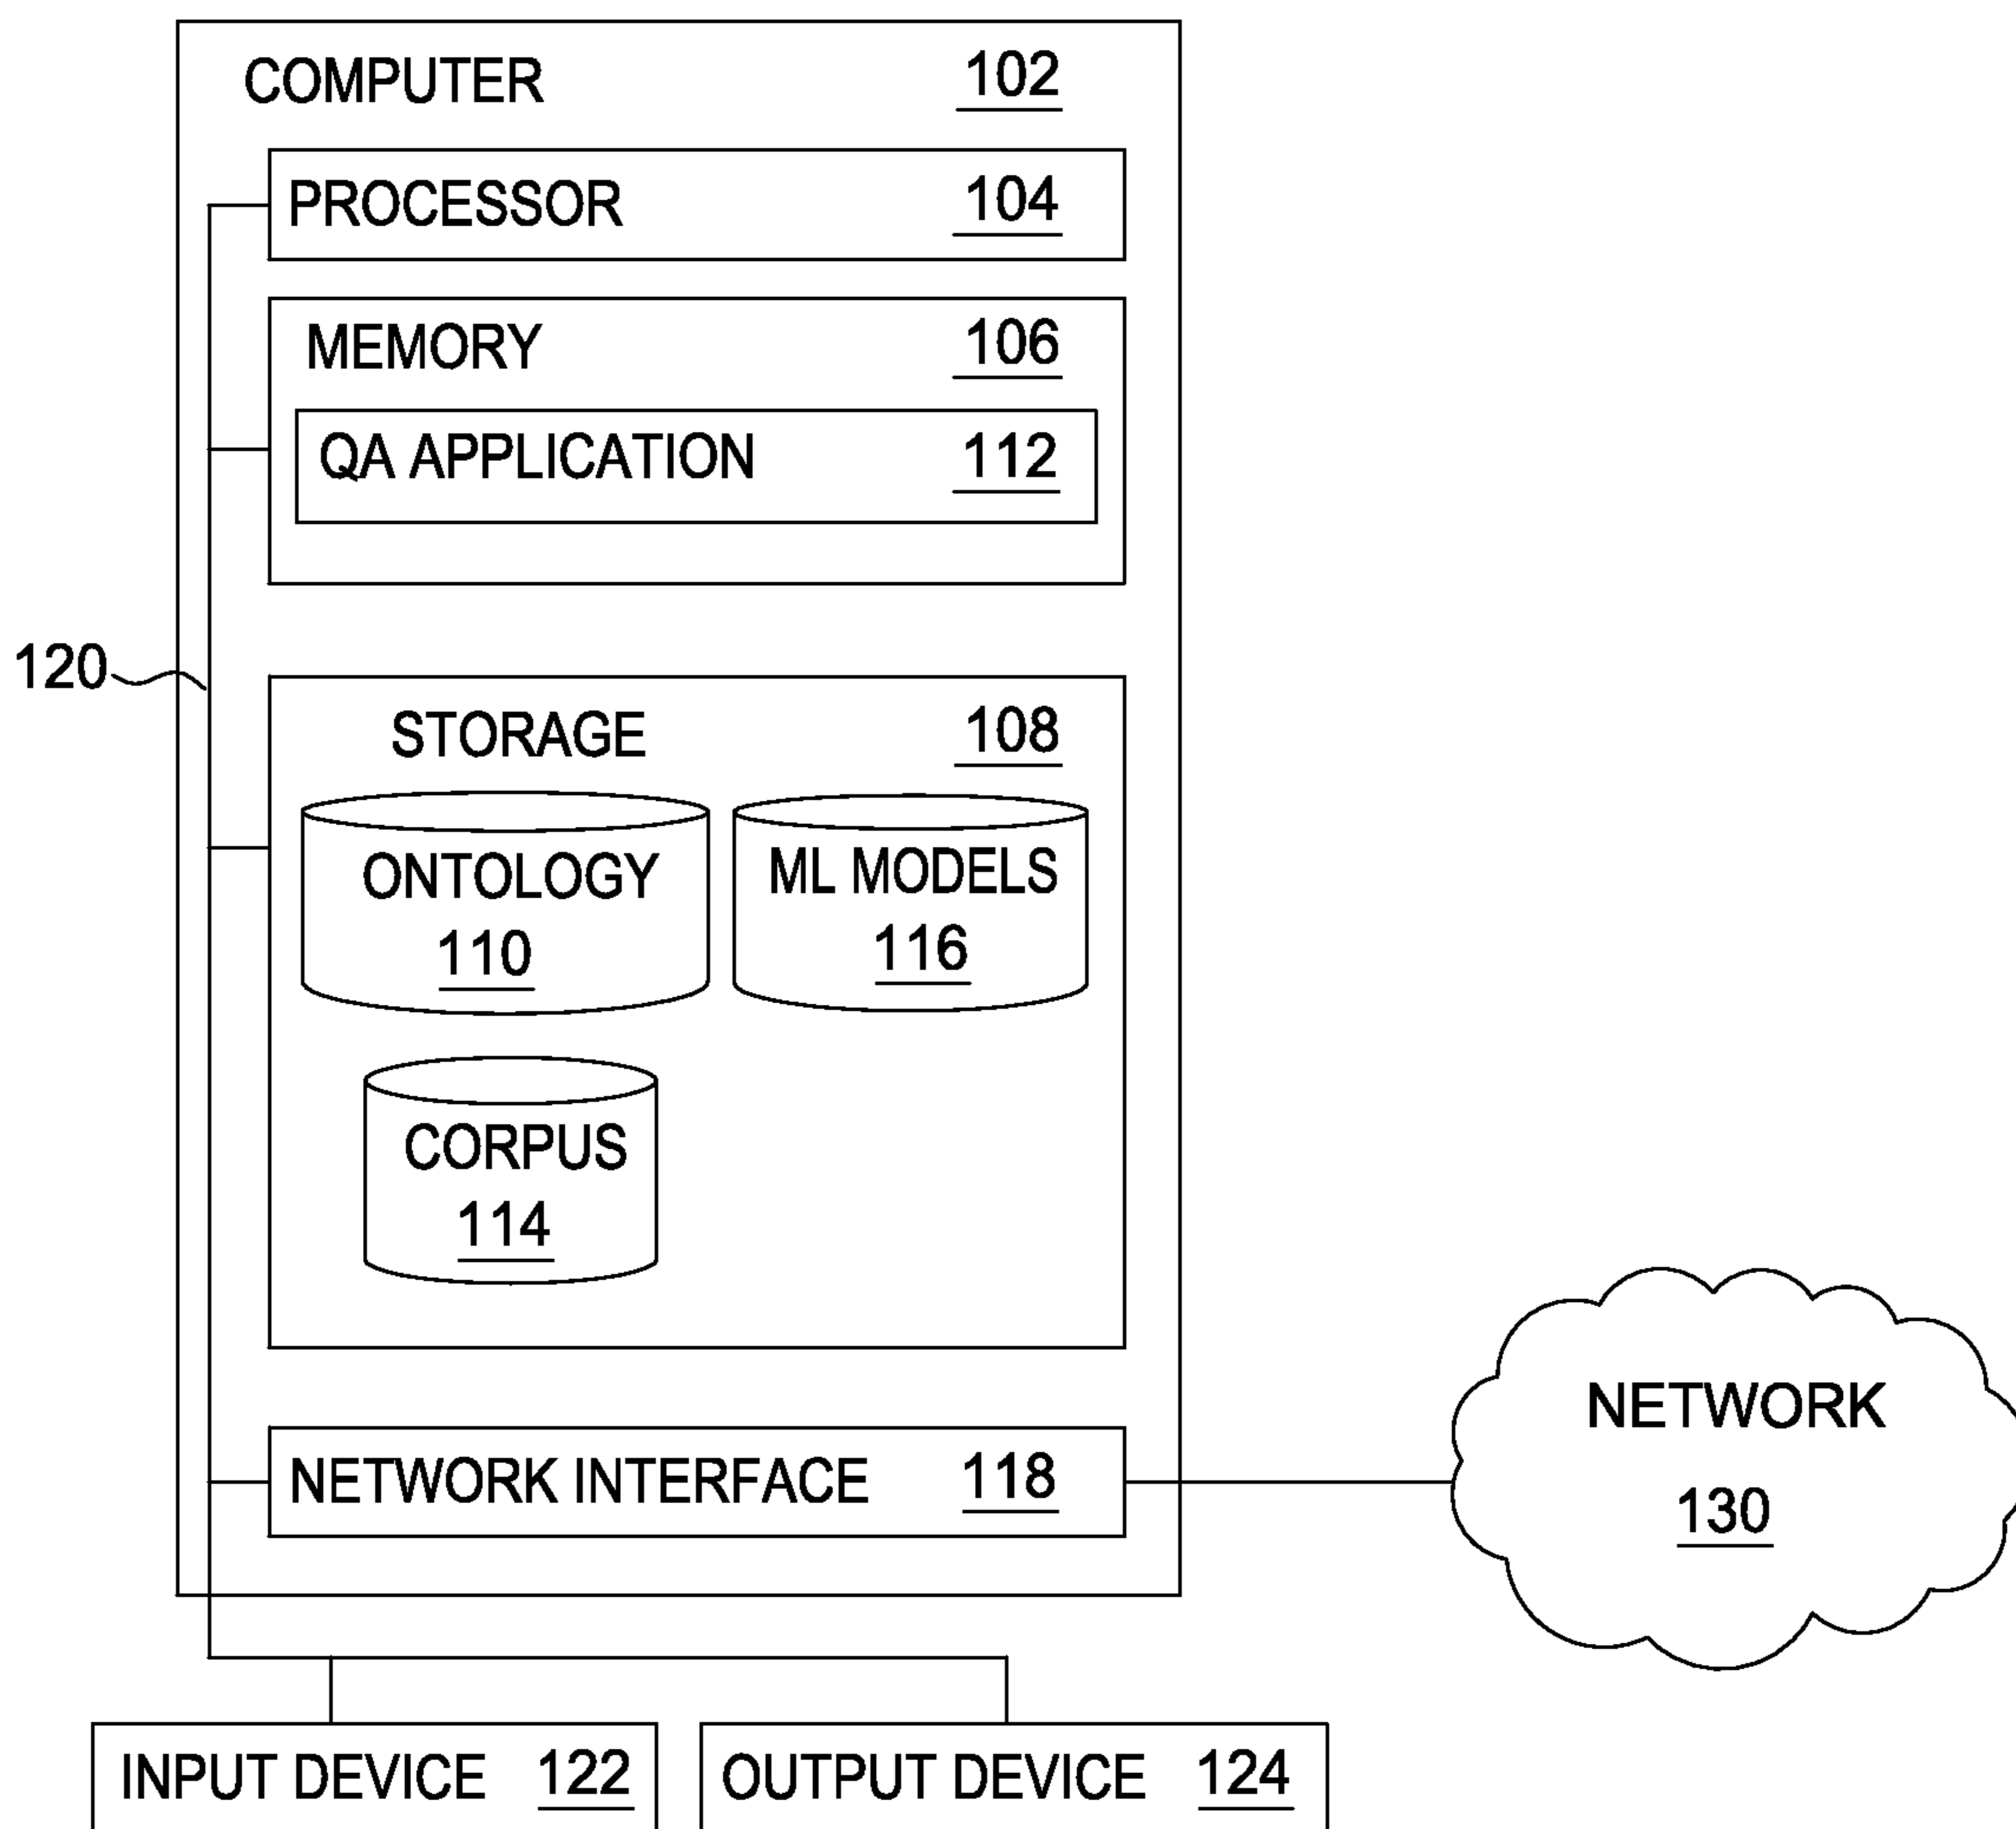 COMPUTER 102
PROCESSOR 104
MEMORY 106
QA APPLICATION 112
120
STORAGE 108
ONTOLOGY
110
ML MODELS
116
CORPUS
114
NETWORK INTERFACE 118
NETWORK
130
INPUT DEVICE 122
OUTPUT DEVICE 124